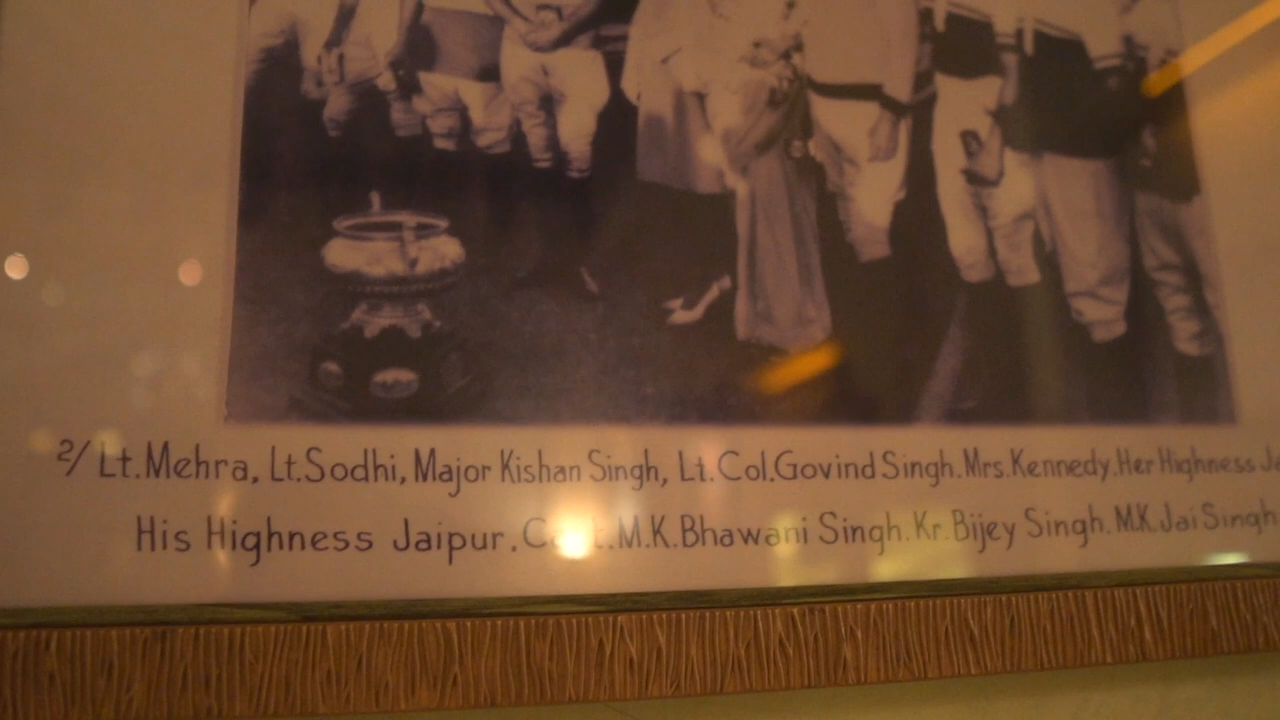 2/ Lt.Mehra, Lt.Sodhi, Major Kishan Singh, Lt. Col.Govind Singh.Mrs.Kennedy.Her Highness
His Highness Jaipur. M.K.Bhawani Singh.Kr.Bijey Singh.M.K.Jai Singh